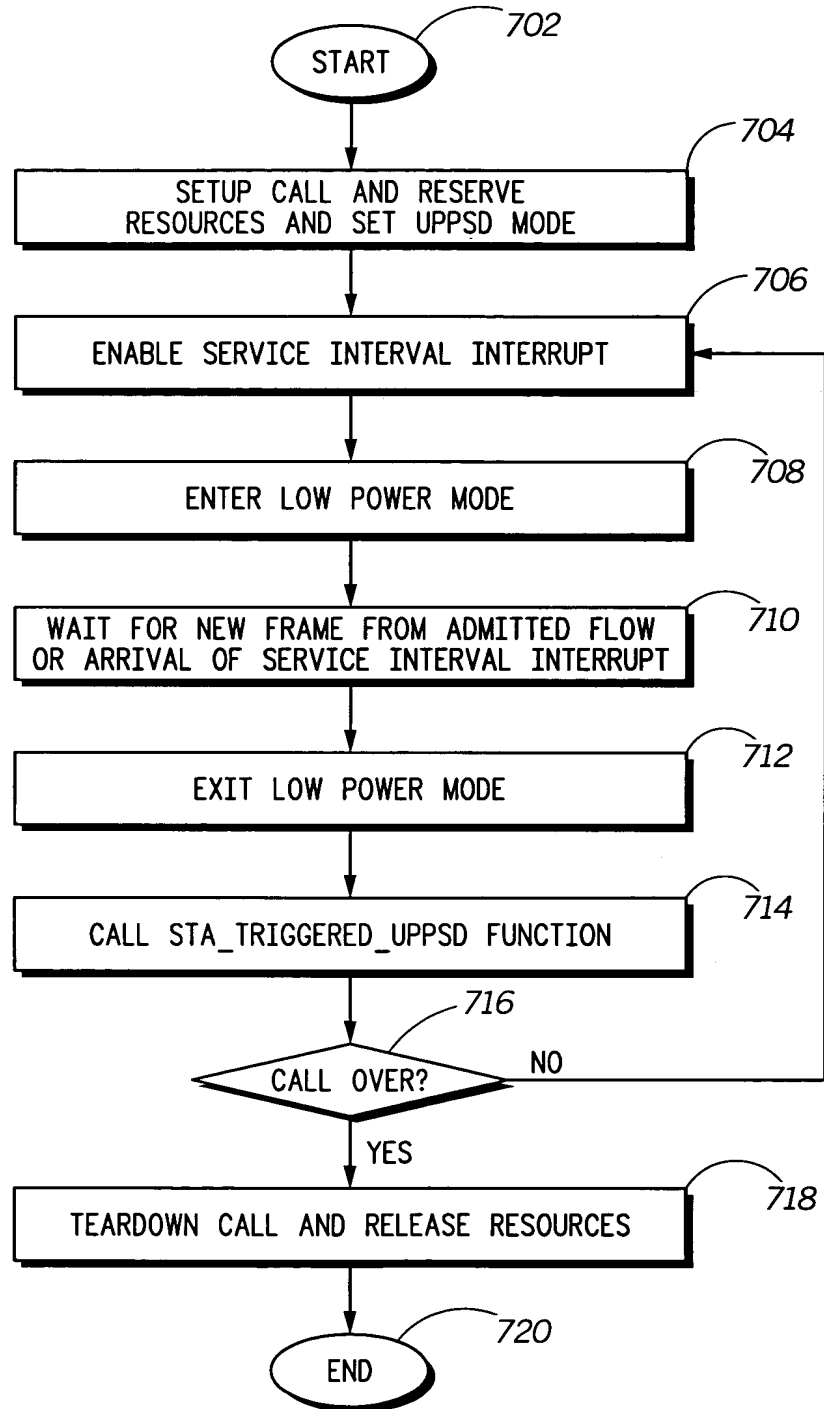 702
START
704
SETUP CALL AND RESERVE
RESOURCES AND SET UPPSD MODE
706
ENABLE SERVICE INTERVAL INTERRUPT
708
ENTER LOW POWER MODE
710
WAIT FOR NEW FRAME FROM ADMITTED FLOW
OR ARRIVAL OF SERVICE INTERVAL INTERRUPT
712
EXIT LOW POWER MODE
714
CALL STA_TRIGGERED_UPPSD FUNCTION
716
CALL OVER?
NO
YES
718
TEARDOWN CALL AND RELEASE RESOURCES
720
END